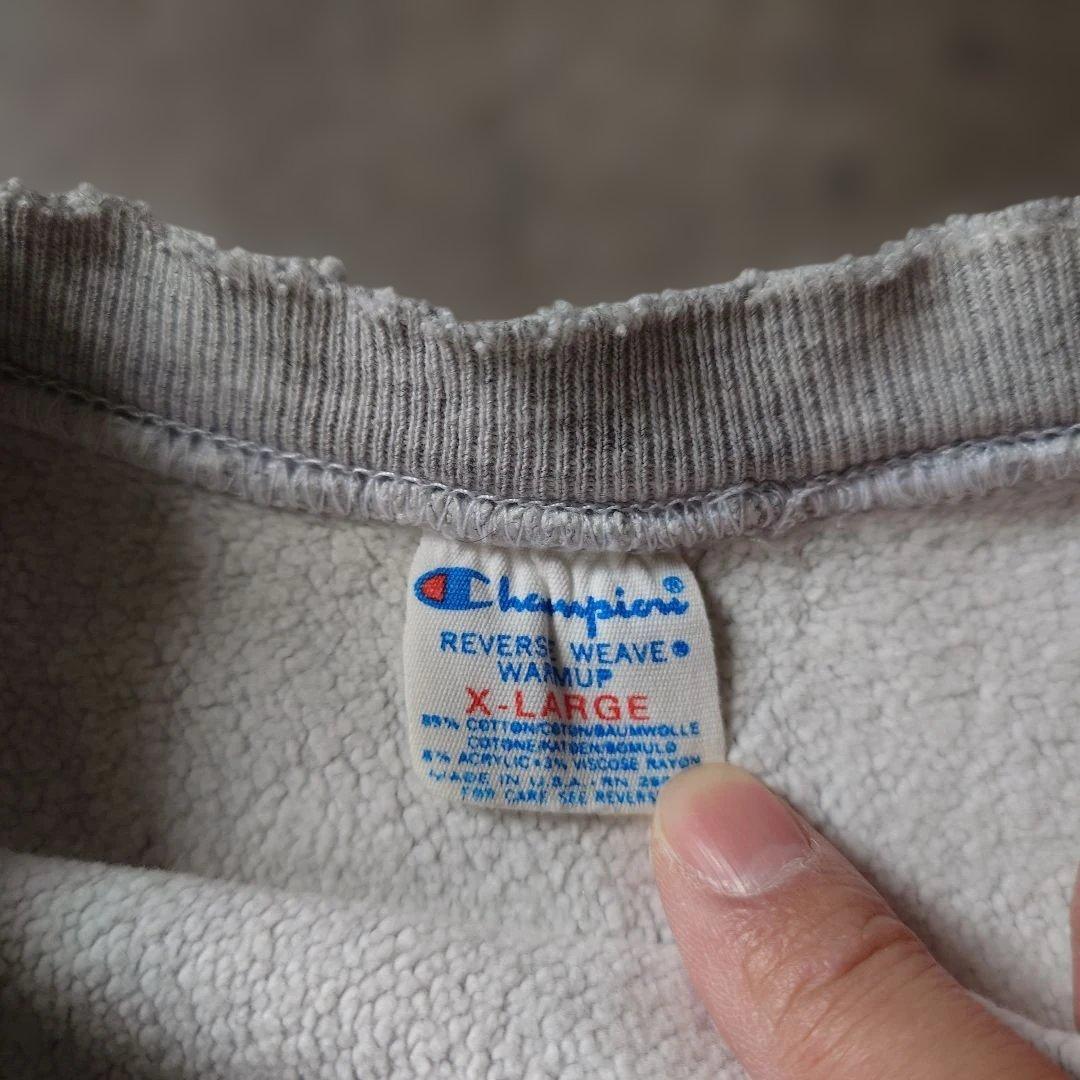 Champion®
REVERSE WEAVE®
WARMUP
X-LARGE
89% COTTON/COTON/BAUMWOLLE
COTONE/KATOEN/BOMULD
8% ACRYLIC • 3% VISCOSE RAYON
MADE IN U.S.A. RN
FOR CARE SEE